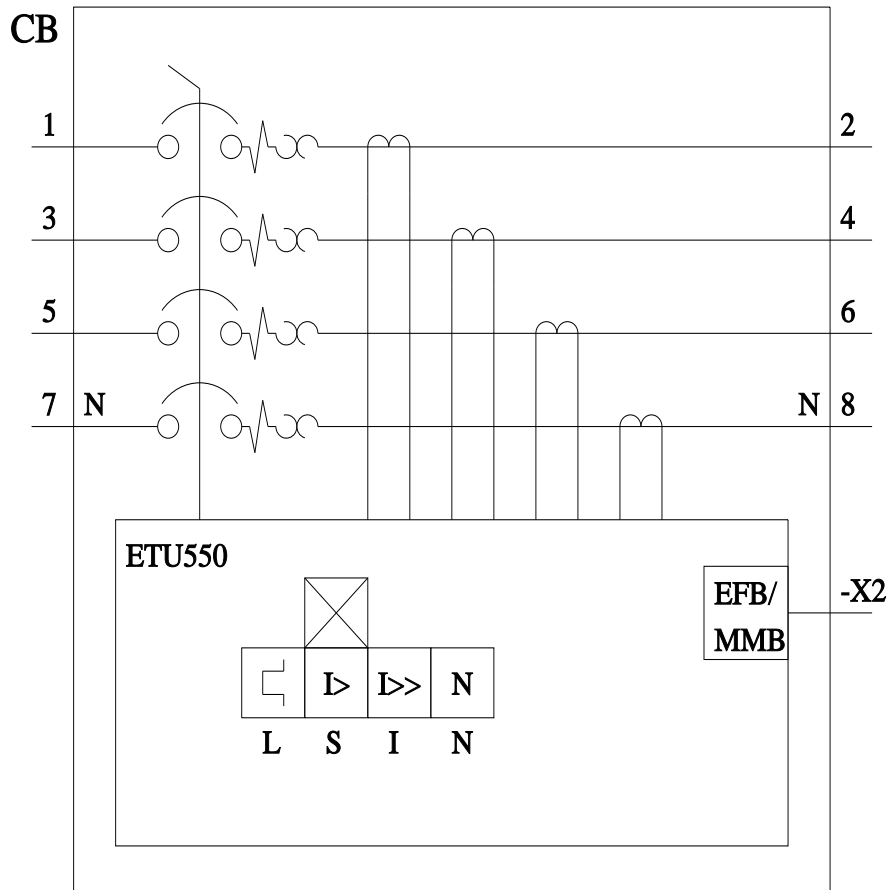 CB
1 2
3 4
5 6
7 N N 8
ETU550
EFB/ -X2
MMB
I> I>> N
L S I N